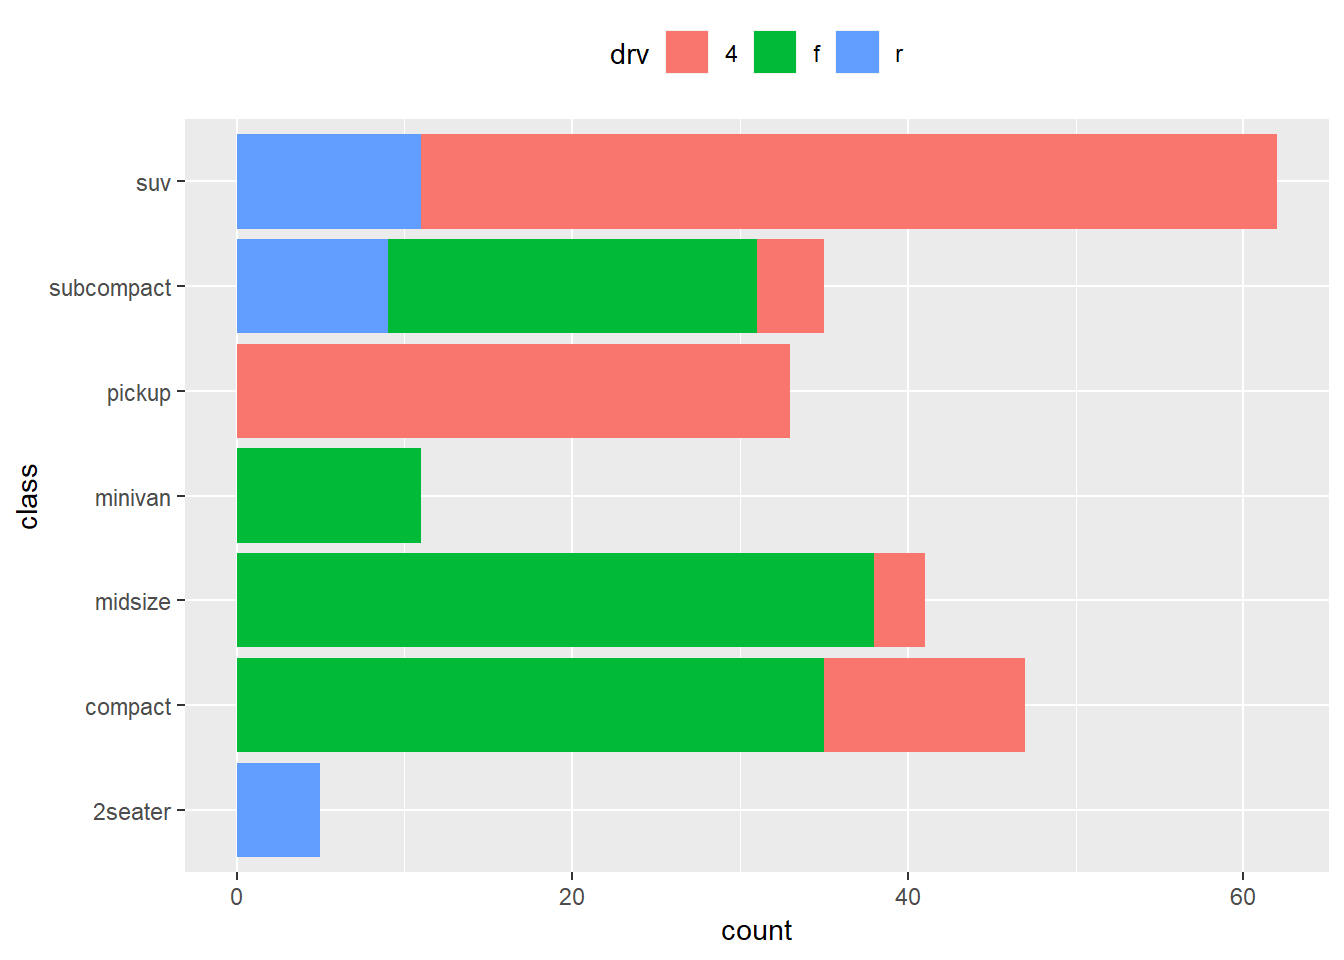 drv 4 f r
suv
subcompact
pickup
minivan
midsize
compact
2seater
class
0 20 40 60
count